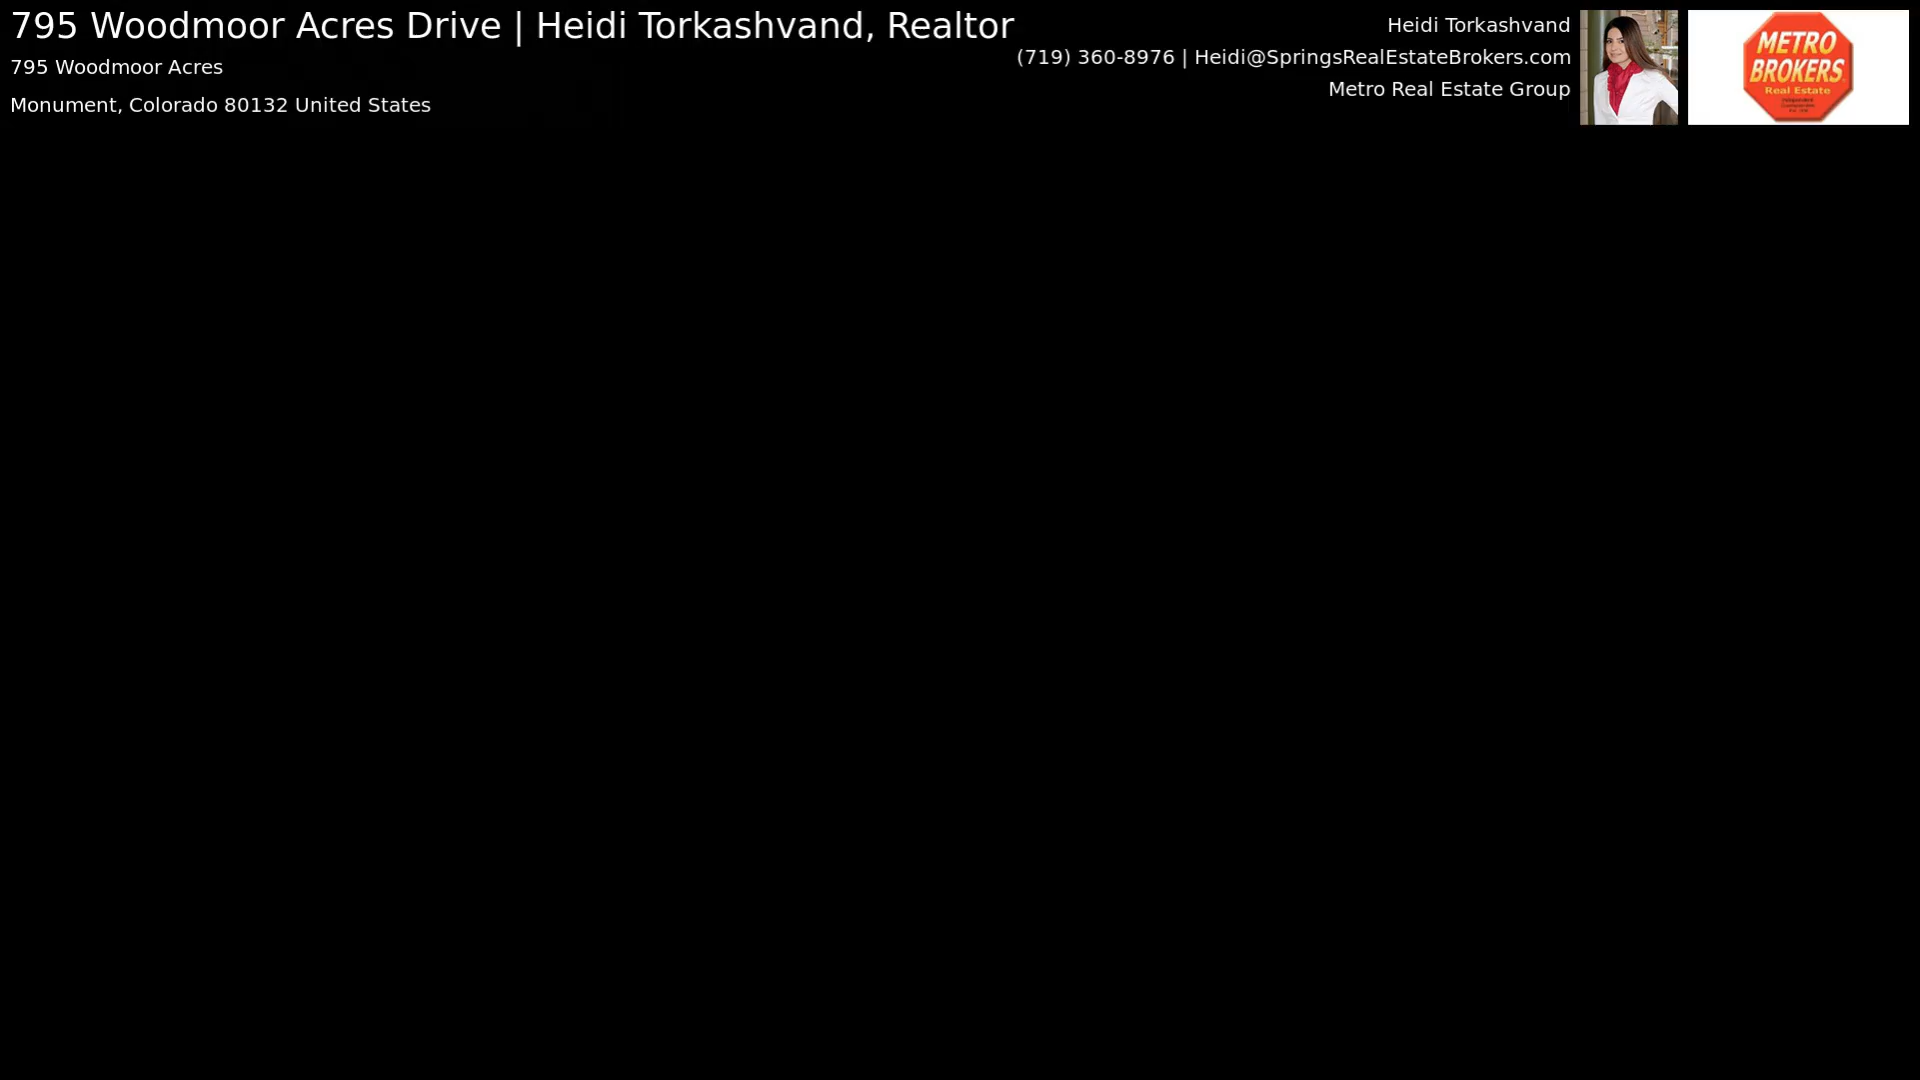 795 Woodmoor Acres Drive | Heidi Torkashvand, Realtor
795 Woodmoor Acres
Monument, Colorado 80132 United States
Heidi Torkashvand
(719) 360-8976 | Heidi@SpringsRealEstateBrokers.com
Metro Real Estate Group
METRO
BROKERS
Real Estate